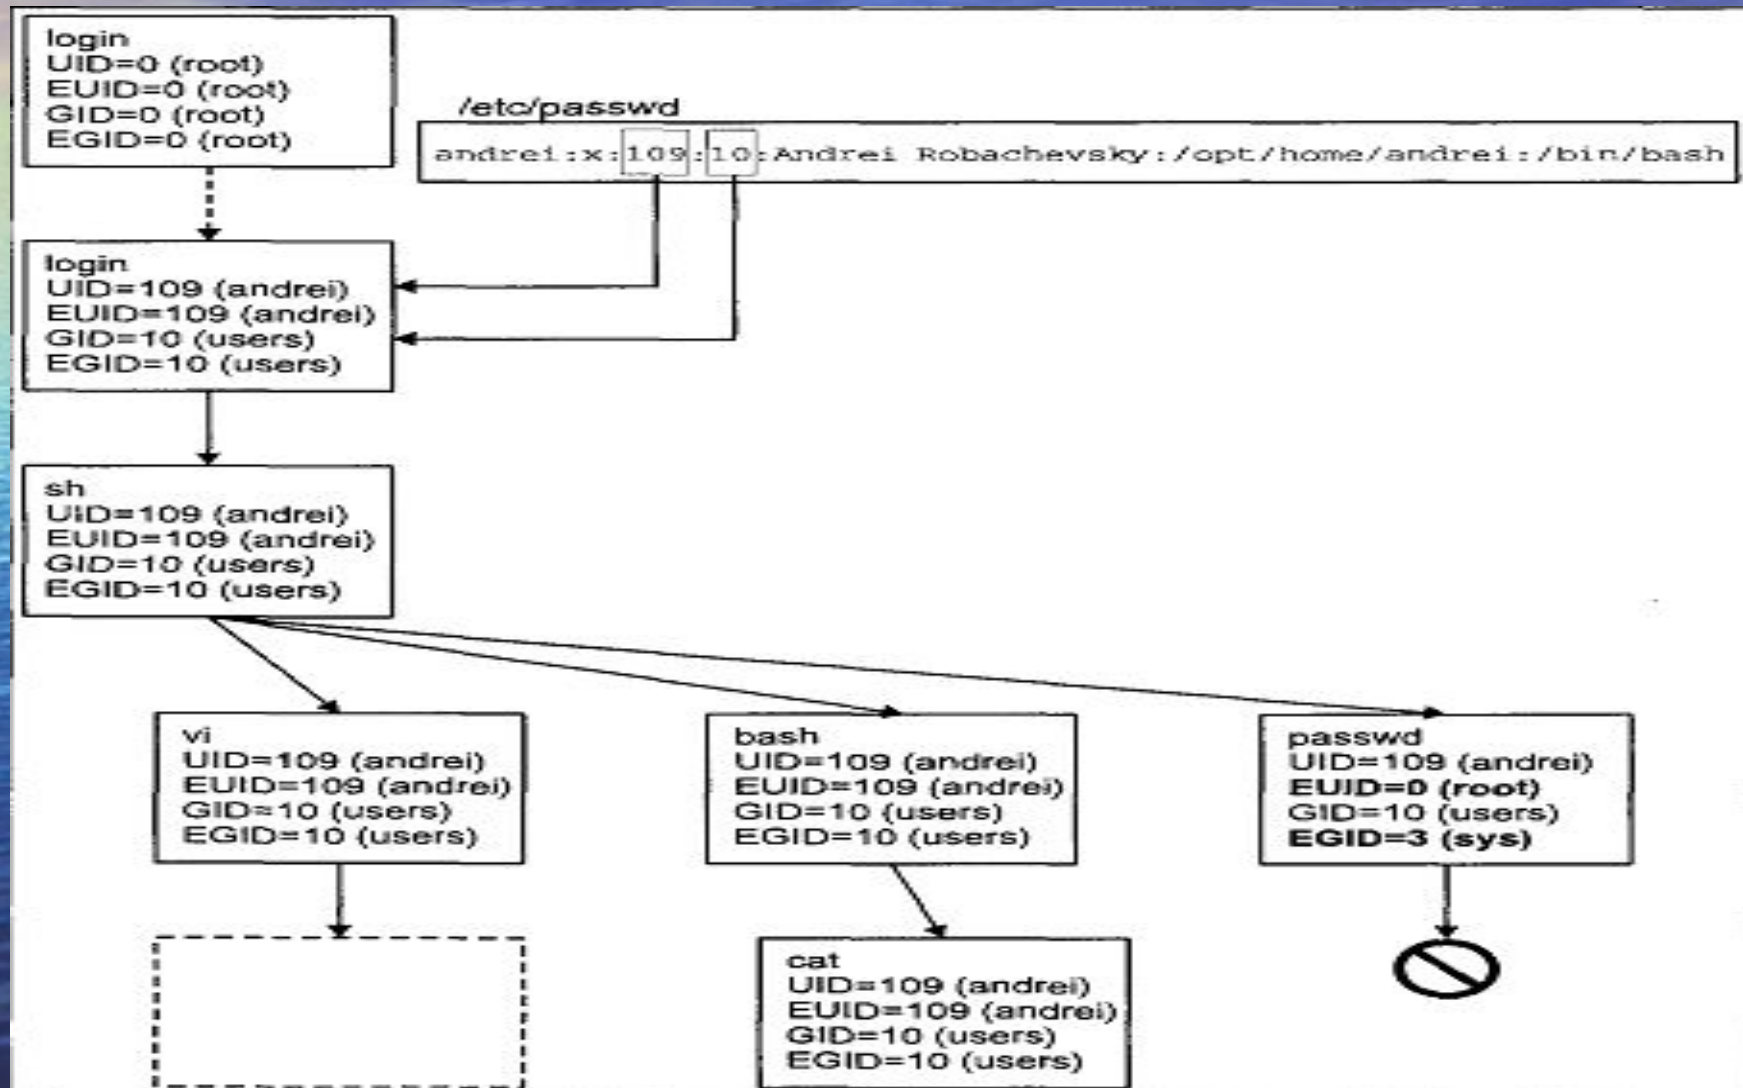 login
UID=0 (root)
EUID=0 (root)
GID=0 (root)
EGID=0 (root)
/etc/passwd
andrei:x:109:10:Andrei Robachevsky:/opt/home/andrei:/bin/bash
login
UID=109 (andrei)
EUID=109 (andrei)
GID=10 (users)
EGID=10 (users)
sh
UID=109 (andrei)
EUID=109 (andrei)
GID=10 (users)
EGID=10 (users)
vi
UID=109 (andrei)
EUID=109 (andrei)
GID=10 (users)
EGID=10 (users)
bash
UID=109 (andrei)
EUID=109 (andrei)
GID=10 (users)
EGID=10 (users)
passwd
UID=109 (andrei)
EUID=0 (root)
GID=10 (users)
EGID=3 (sys)
cat
UID=109 (andrei)
EUID=109 (andrei)
GID=10 (users)
EGID=10 (users)